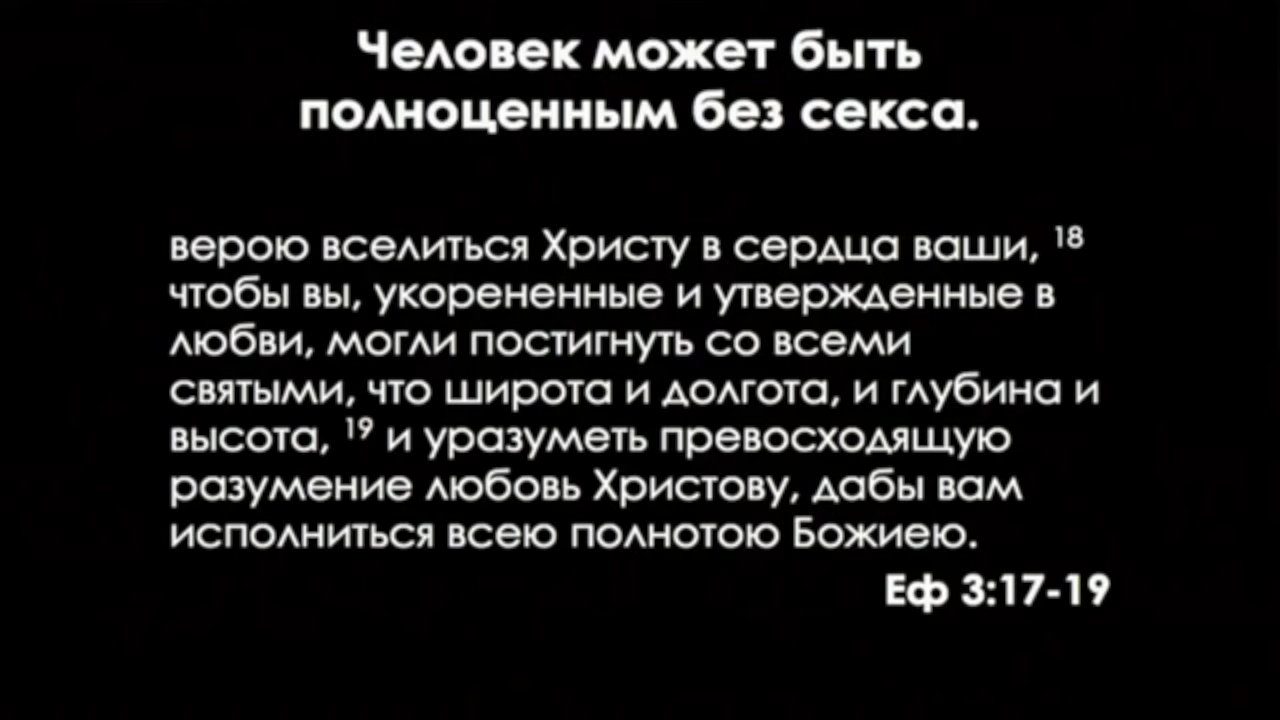 Человек может быть
полноценным без секса.
верою вселиться Христу в сердца ваши, 18
чтобы вы, укорененные и утвержденные в
любви, могли постигнуть со всеми
святыми, что широта и долгота, и глубина и
высота, 19 и уразуметь превосходящую
разумение любовь Христову, дабы вам
исполниться всею полнотою Божиею.
Еф 3:17-19